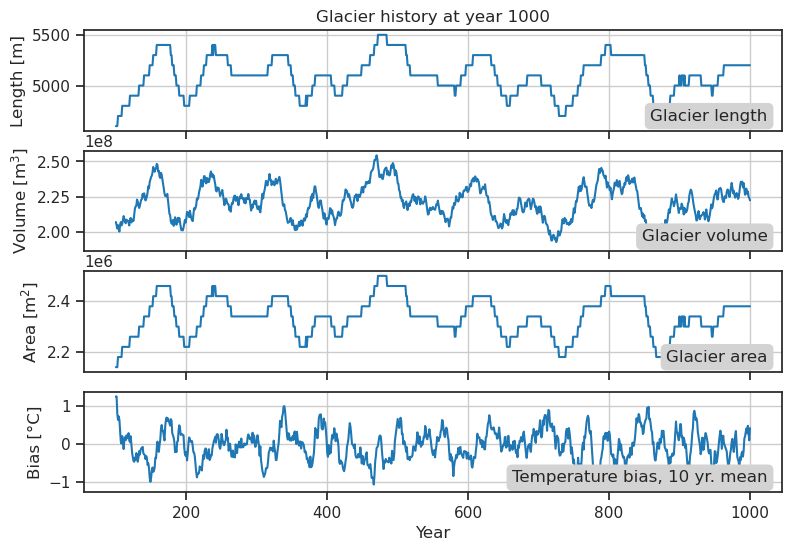 Glacier history at year 1000
5500
5000
Length [m]
Glacier length
1e8
2.50
2.25
2.00
Volume [m³]
Glacier volume
1e6
2.4
2.2
Area [m²]
Glacier area
1
0
−1
Bias [°C]
Temperature bias, 10 yr. mean
200 400 600 800 1000
Year